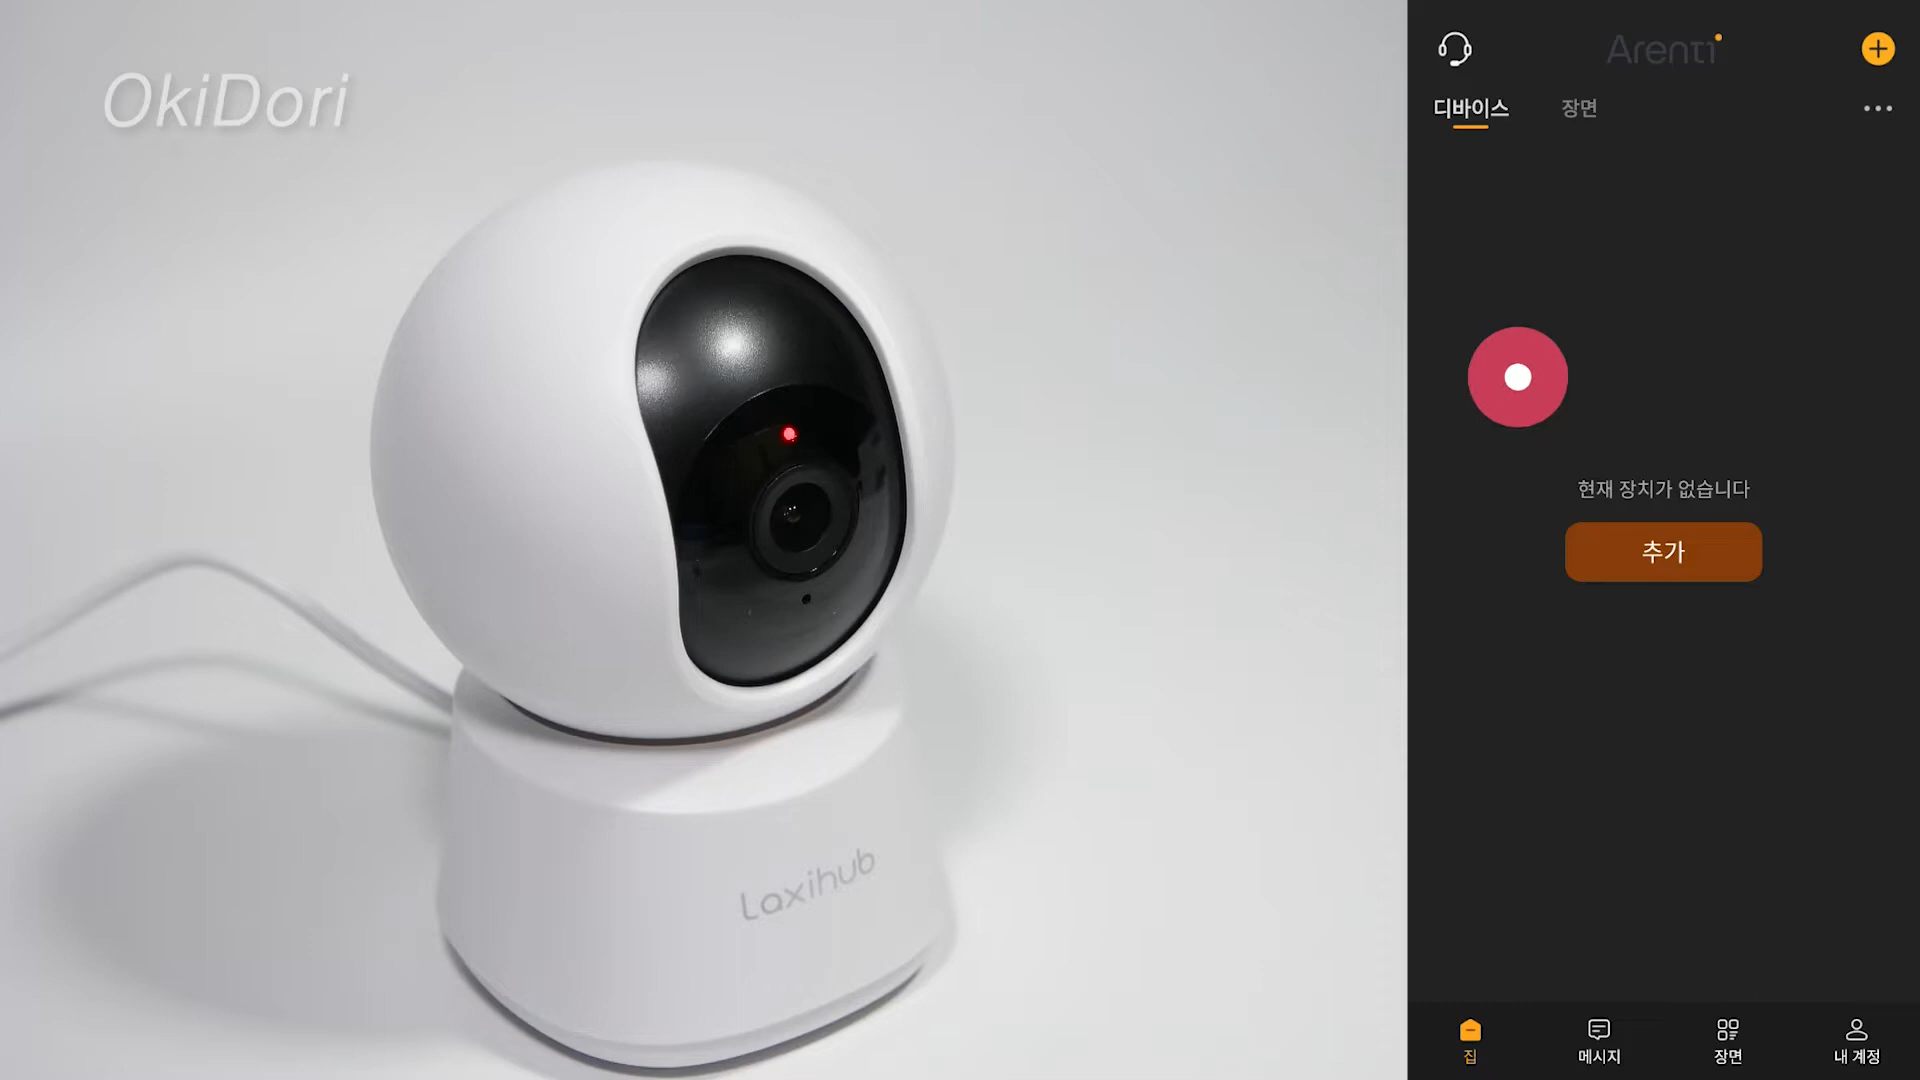 OkiDori
Laxihub
Arenti
디바이스
장면
현재 장치가 없습니다
추가
집
메시지
장면
내 계정